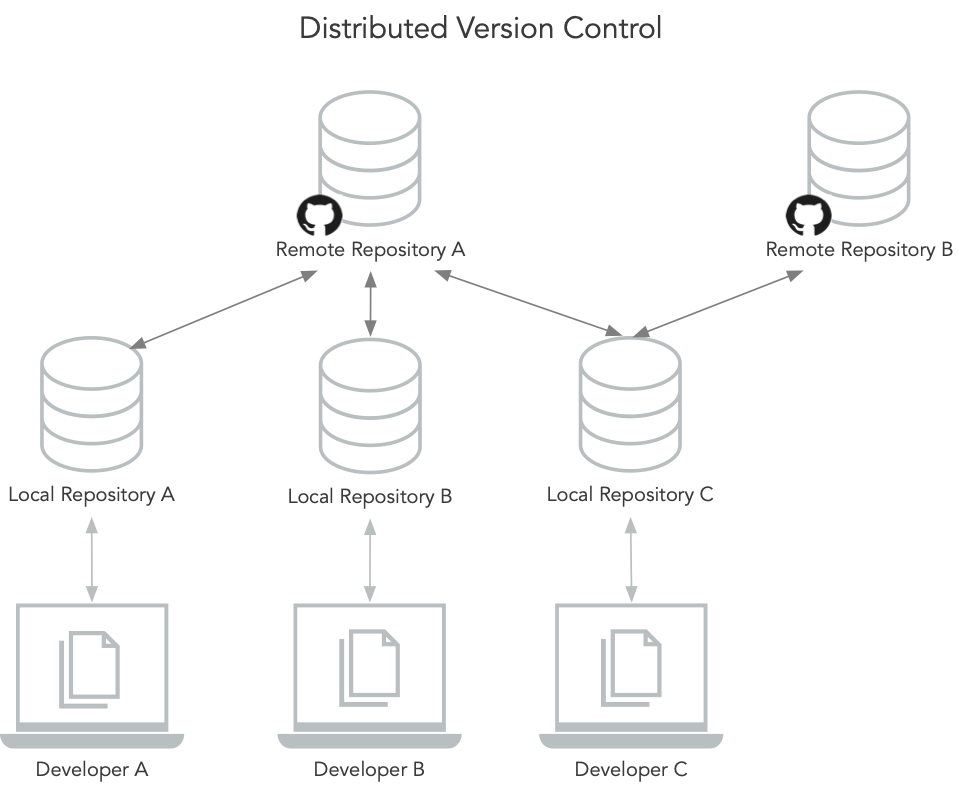 Distributed Version Control
Remote Repository A
Remote Repository B
Local Repository A
Local Repository B
Local Repository C
Developer A
Developer B
Developer C